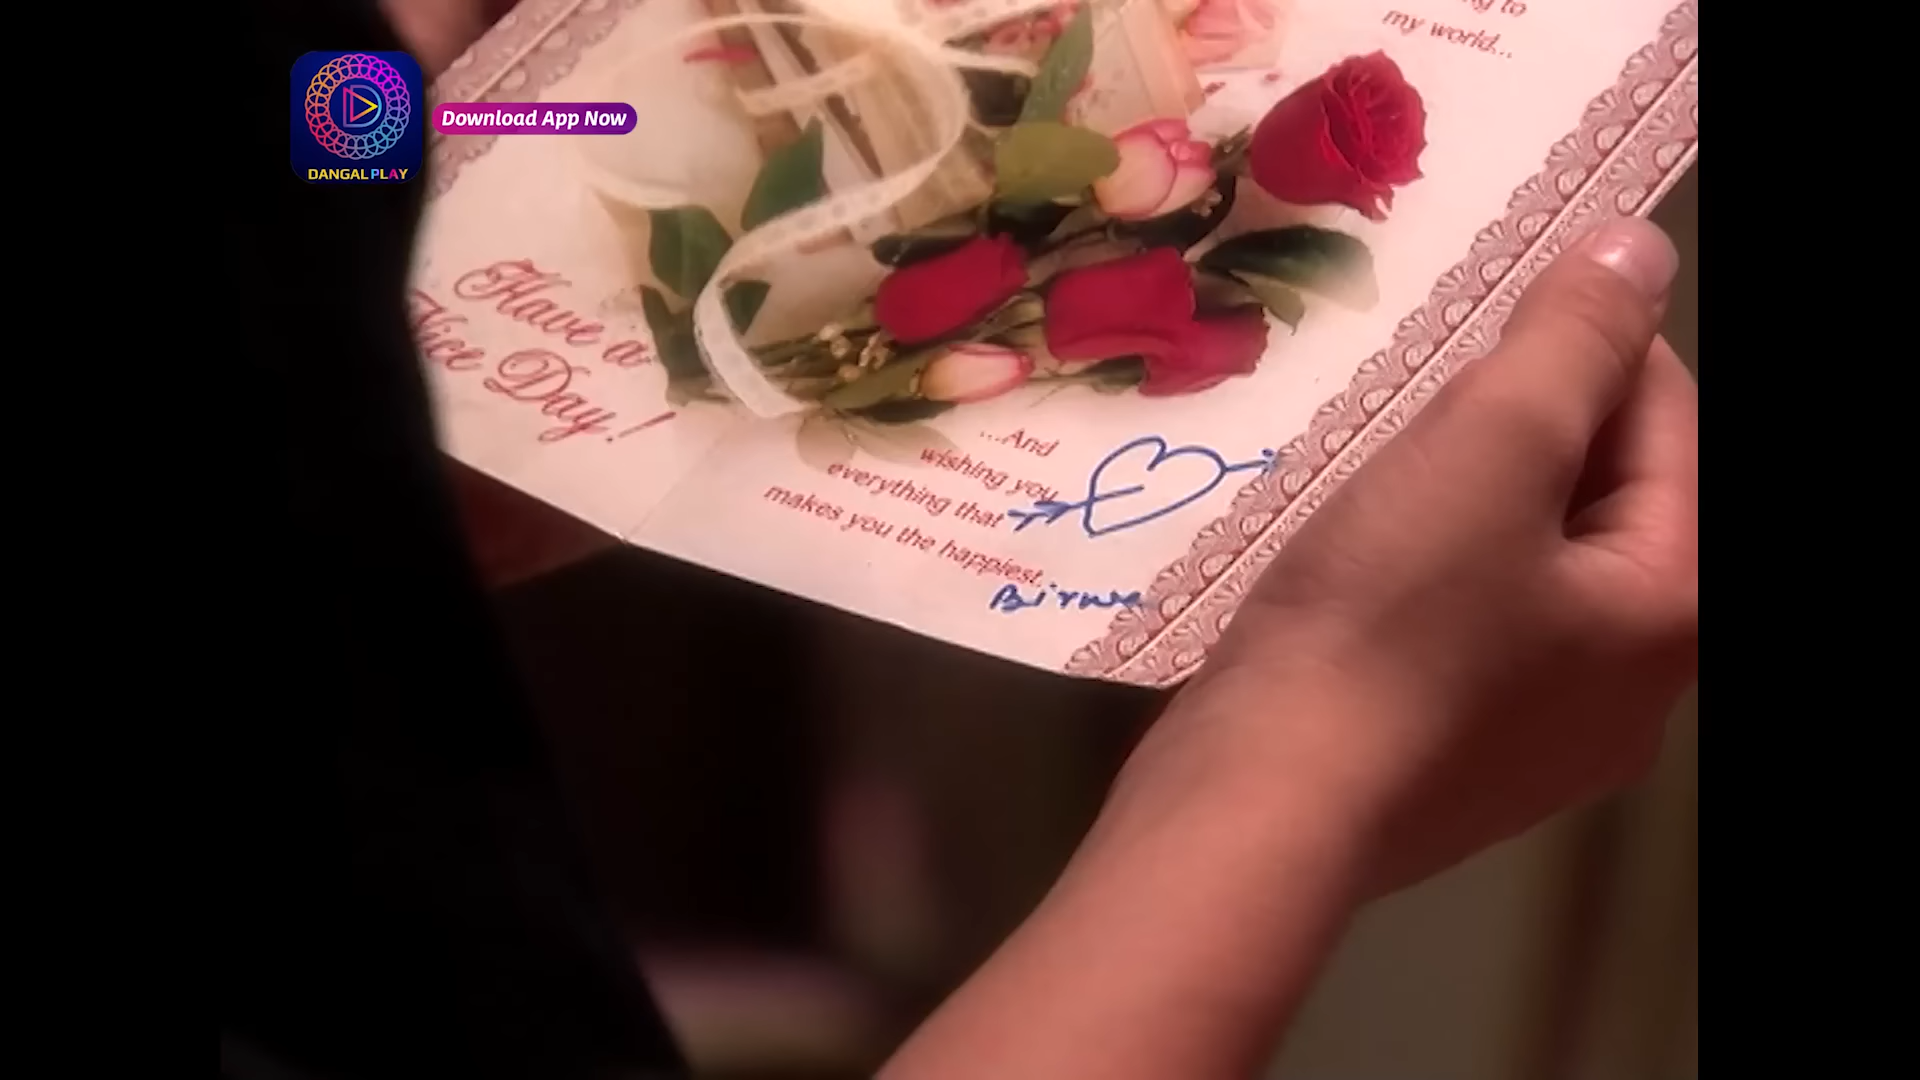 DANGAL PLAY
Download App Now
to
my world...
Have a
Nice Day!
...And
wishing you
everything that
makes you the happiest.